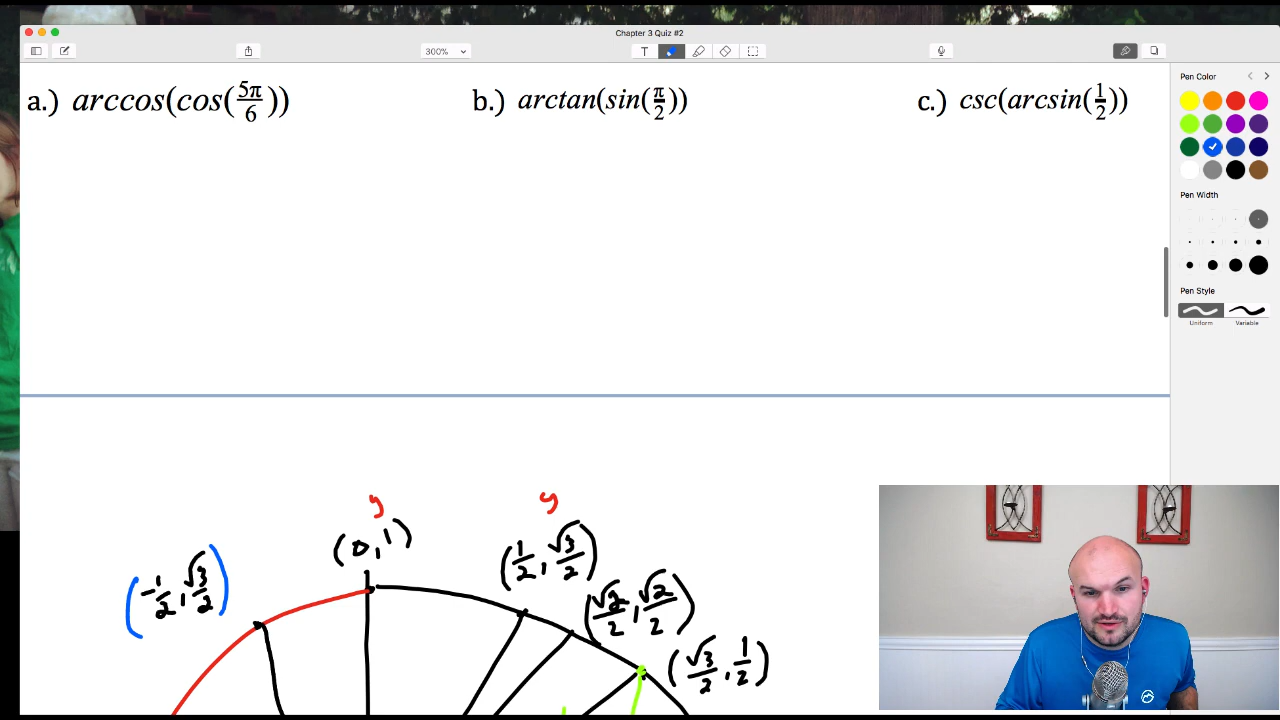 Chapter 3 Quiz #2
300%
T
a.) arccos(cos(5π/6))
b.) arctan(sin(π/2))
c.) csc(arcsin(1/2))
Pen Color
Pen Width
Pen Style
Uniform
Variable
y
y
(0,1)
(1/2, √3/2)
(-1/2, √3/2)
(√2/2, √2/2)
(√3/2, 1/2)